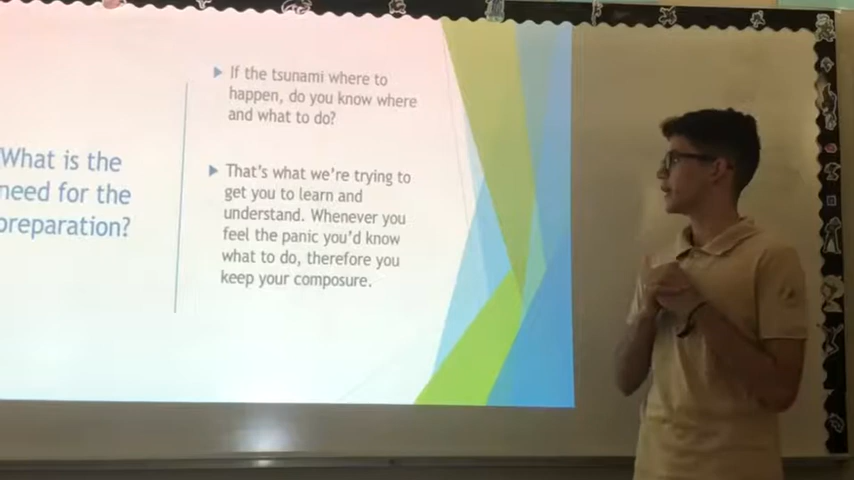 What is the
need for the
preparation?
If the tsunami where to
happen, do you know where
and what to do?
That's what we're trying to
get you to learn and
understand. Whenever you
feel the panic you'd know
what to do, therefore you
keep your composure.